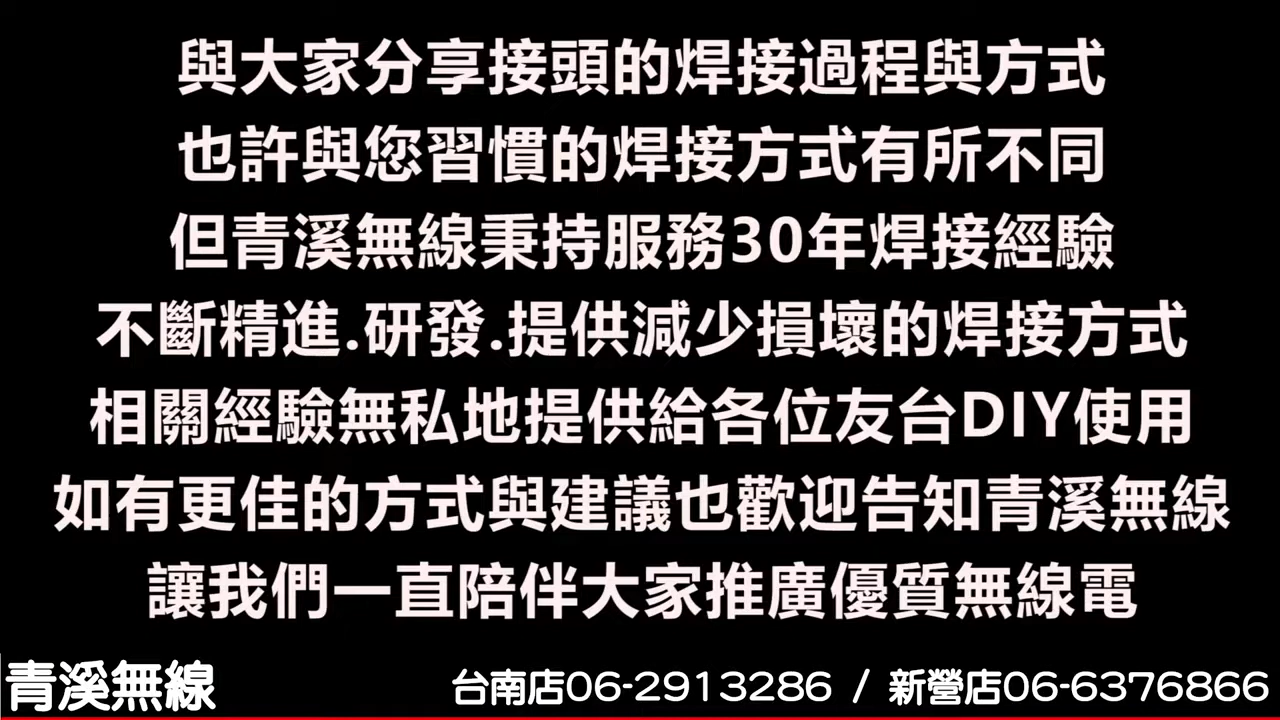 與大家分享接頭的焊接過程與方式
也許與您習慣的焊接方式有所不同
但青溪無線秉持服務30年焊接經驗
不斷精進.研發.提供減少損壞的焊接方式
相關經驗無私地提供給各位友台DIY使用
如有更佳的方式與建議也歡迎告知青溪無線
讓我們一直陪伴大家推廣優質無線電
青溪無線
台南店06-2913286 / 新營店06-6376866